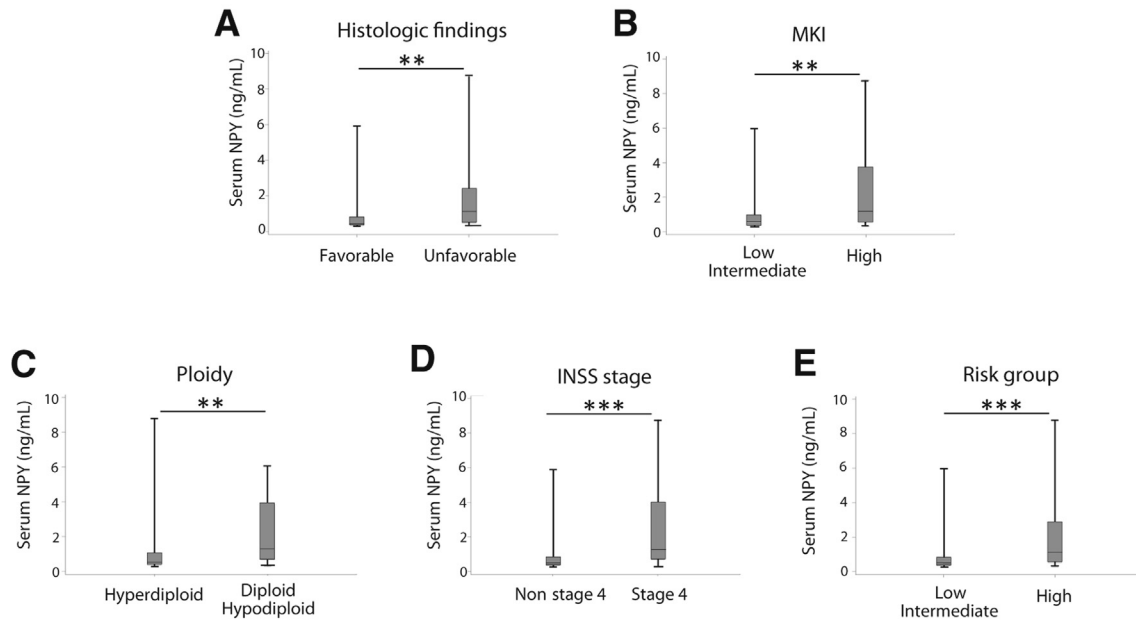 A
Histologic findings
Serum NPY (ng/mL)
10
8
6
4
2
0
**
Favorable
Unfavorable
B
MKI
Serum NPY (ng/mL)
10
8
6
4
2
0
**
Low
Intermediate
High
C
Ploidy
Serum NPY (ng/mL)
10
8
6
4
2
0
**
Hyperdiploid
Diploid
Hypodiploid
D
INSS stage
Serum NPY (ng/mL)
10
8
6
4
2
0
***
Non stage 4
Stage 4
E
Risk group
Serum NPY (ng/mL)
10
8
6
4
2
0
***
Low
Intermediate
High